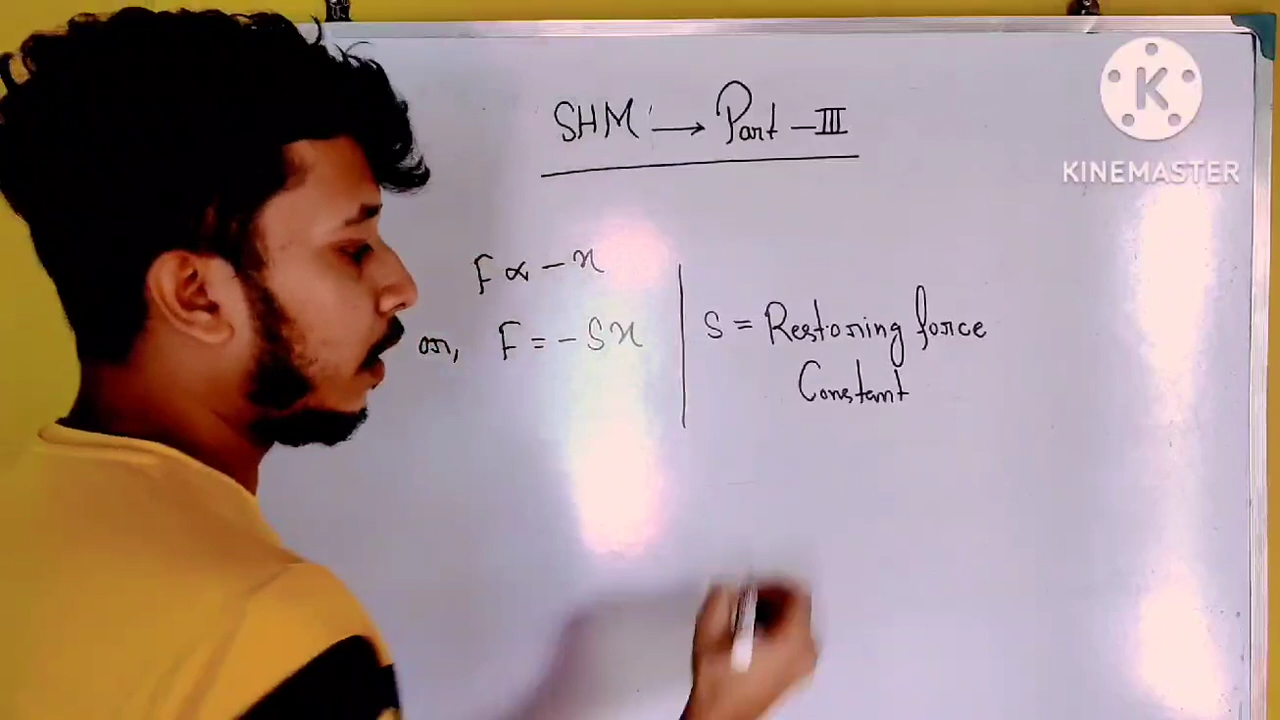 SHM → Part - III
F ∝ - x
or, F = - Sx
S = Restoring force
Constant
K
KINEMASTER